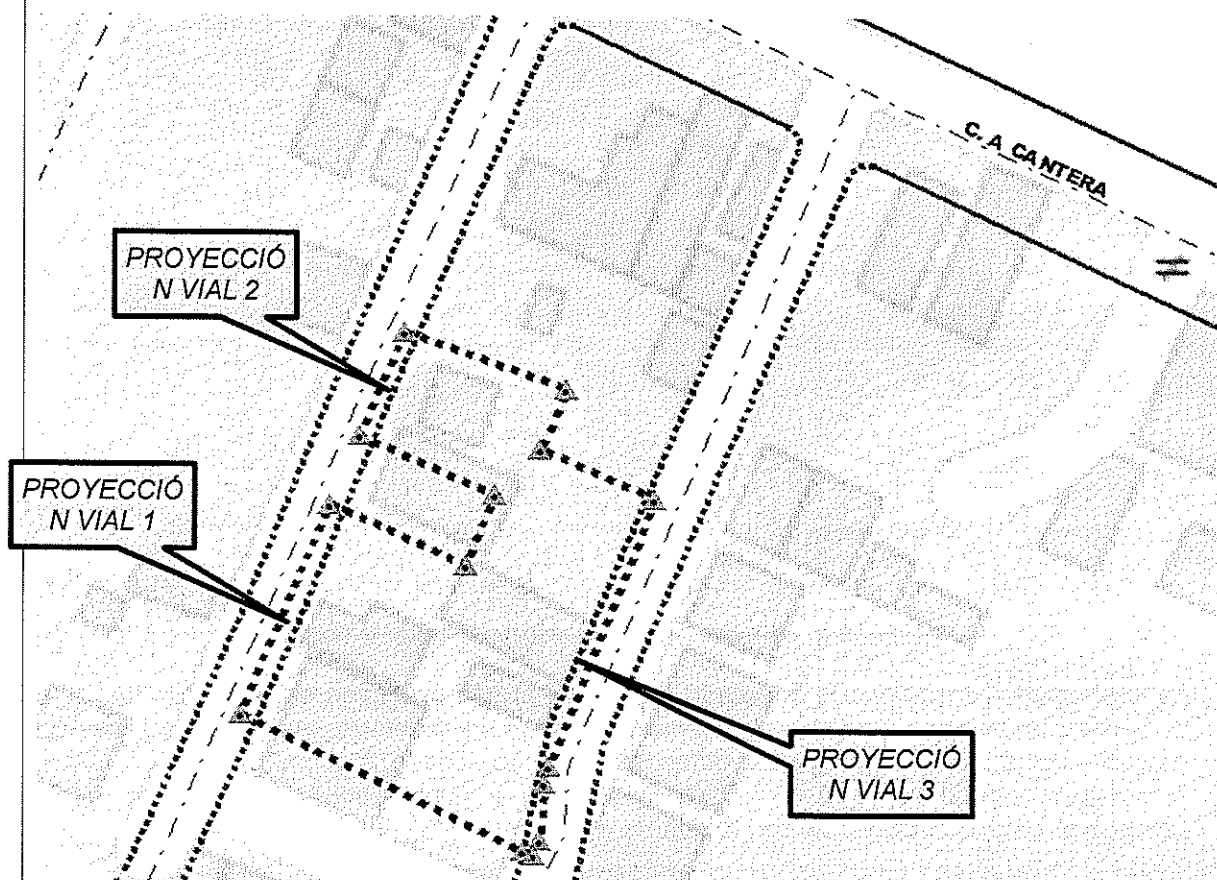 C. A CANTERA
PROYECCIÓ
N VIAL 2
PROYECCIÓ
N VIAL 1
PROYECCIÓ
N VIAL 3